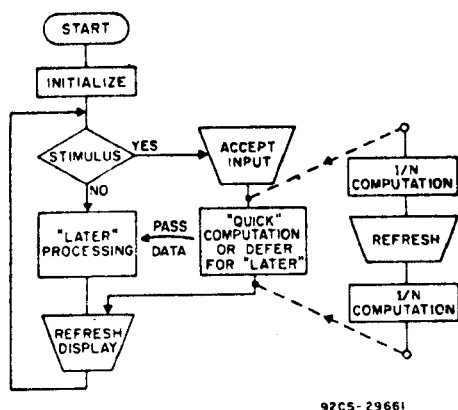 START
INITIALIZE
STIMULUS
YES
NO
ACCEPT
INPUT
"LATER"
PROCESSING
PASS
DATA
"QUICK"
COMPUTATION
OR DEFER
FOR "LATER"
REFRESH
DISPLAY
1/N
COMPUTATION
REFRESH
1/N
COMPUTATION
92CS-29661